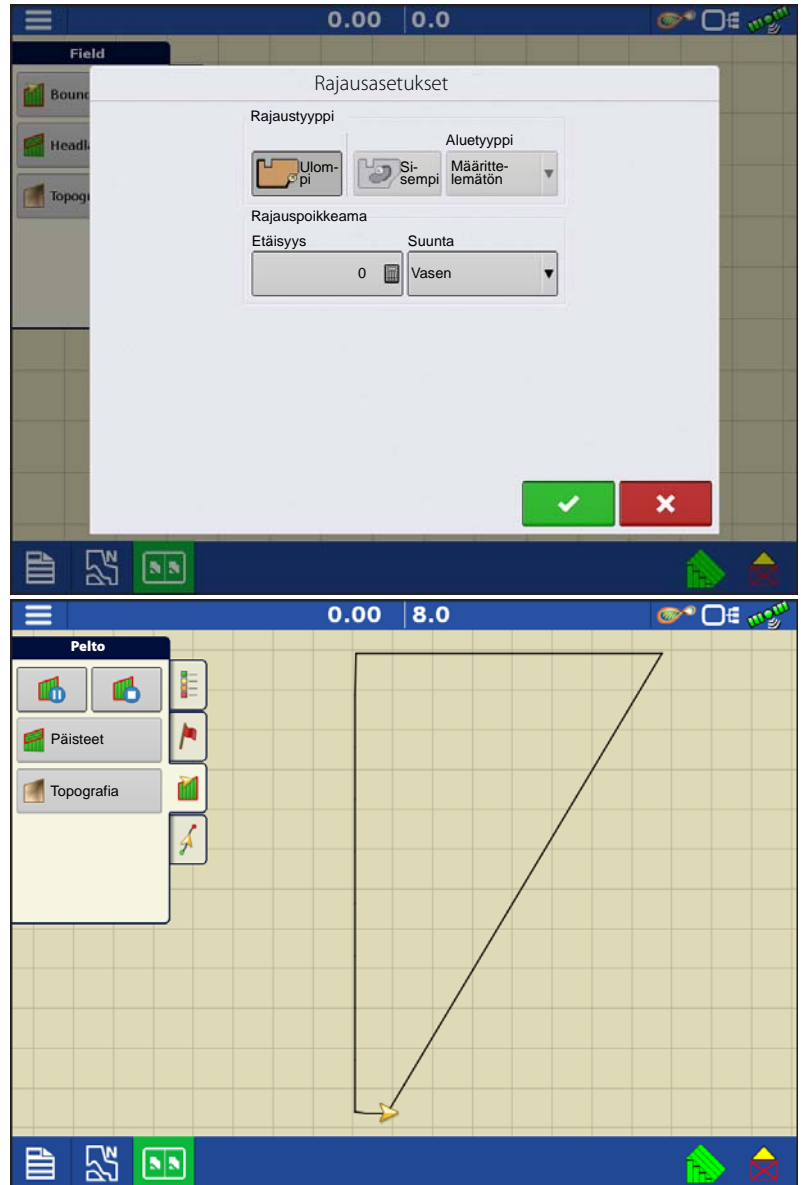 0.00 0.0
Field
Rajausasetukset
Rajaustyyppi
Aluetyyppi
Ulom-
pi
Si-
sempi
Määritte-
lemätön
Rajauspoikkeama
Etäisyys
Suunta
0
Vasen
Bound
Headl
Topogr
N
0.00 8.0
Pelto
Päisteet
Topografia
N